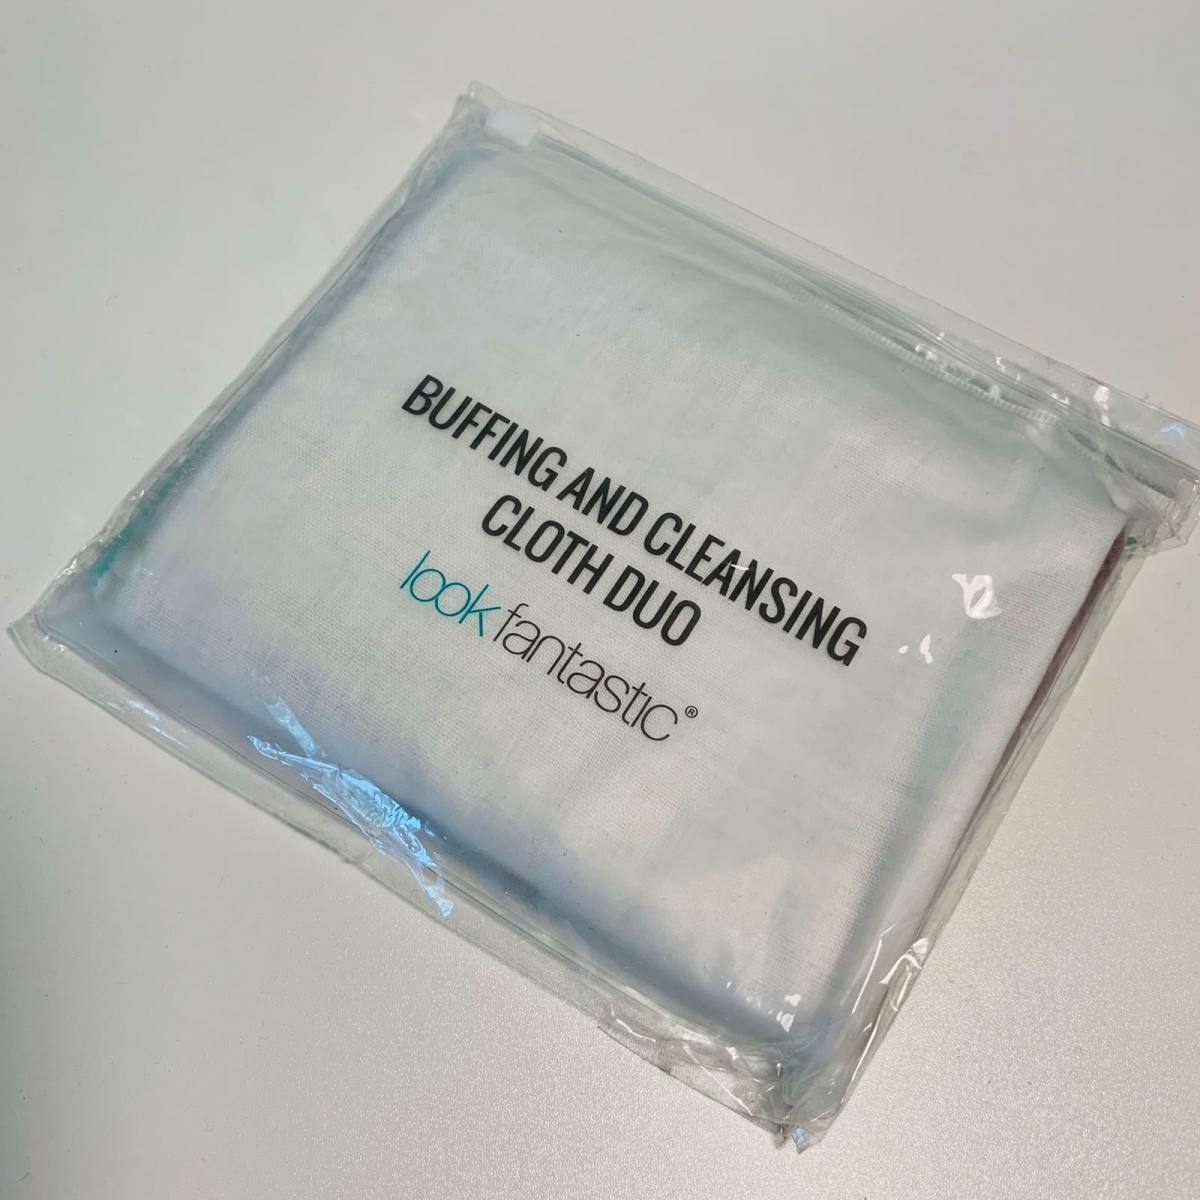 BUFFING AND CLEANSING
CLOTH DUO
lookfantastic®